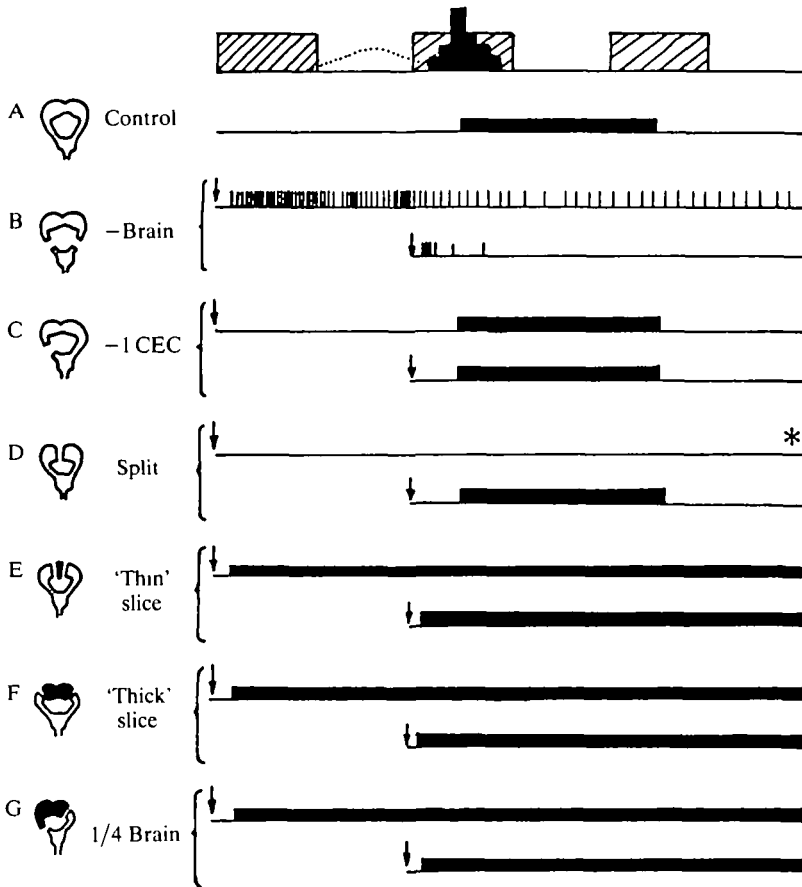 A Control
B −Brain
C −1 CEC
D Split *
E 'Thin' slice
F 'Thick' slice
G 1/4 Brain